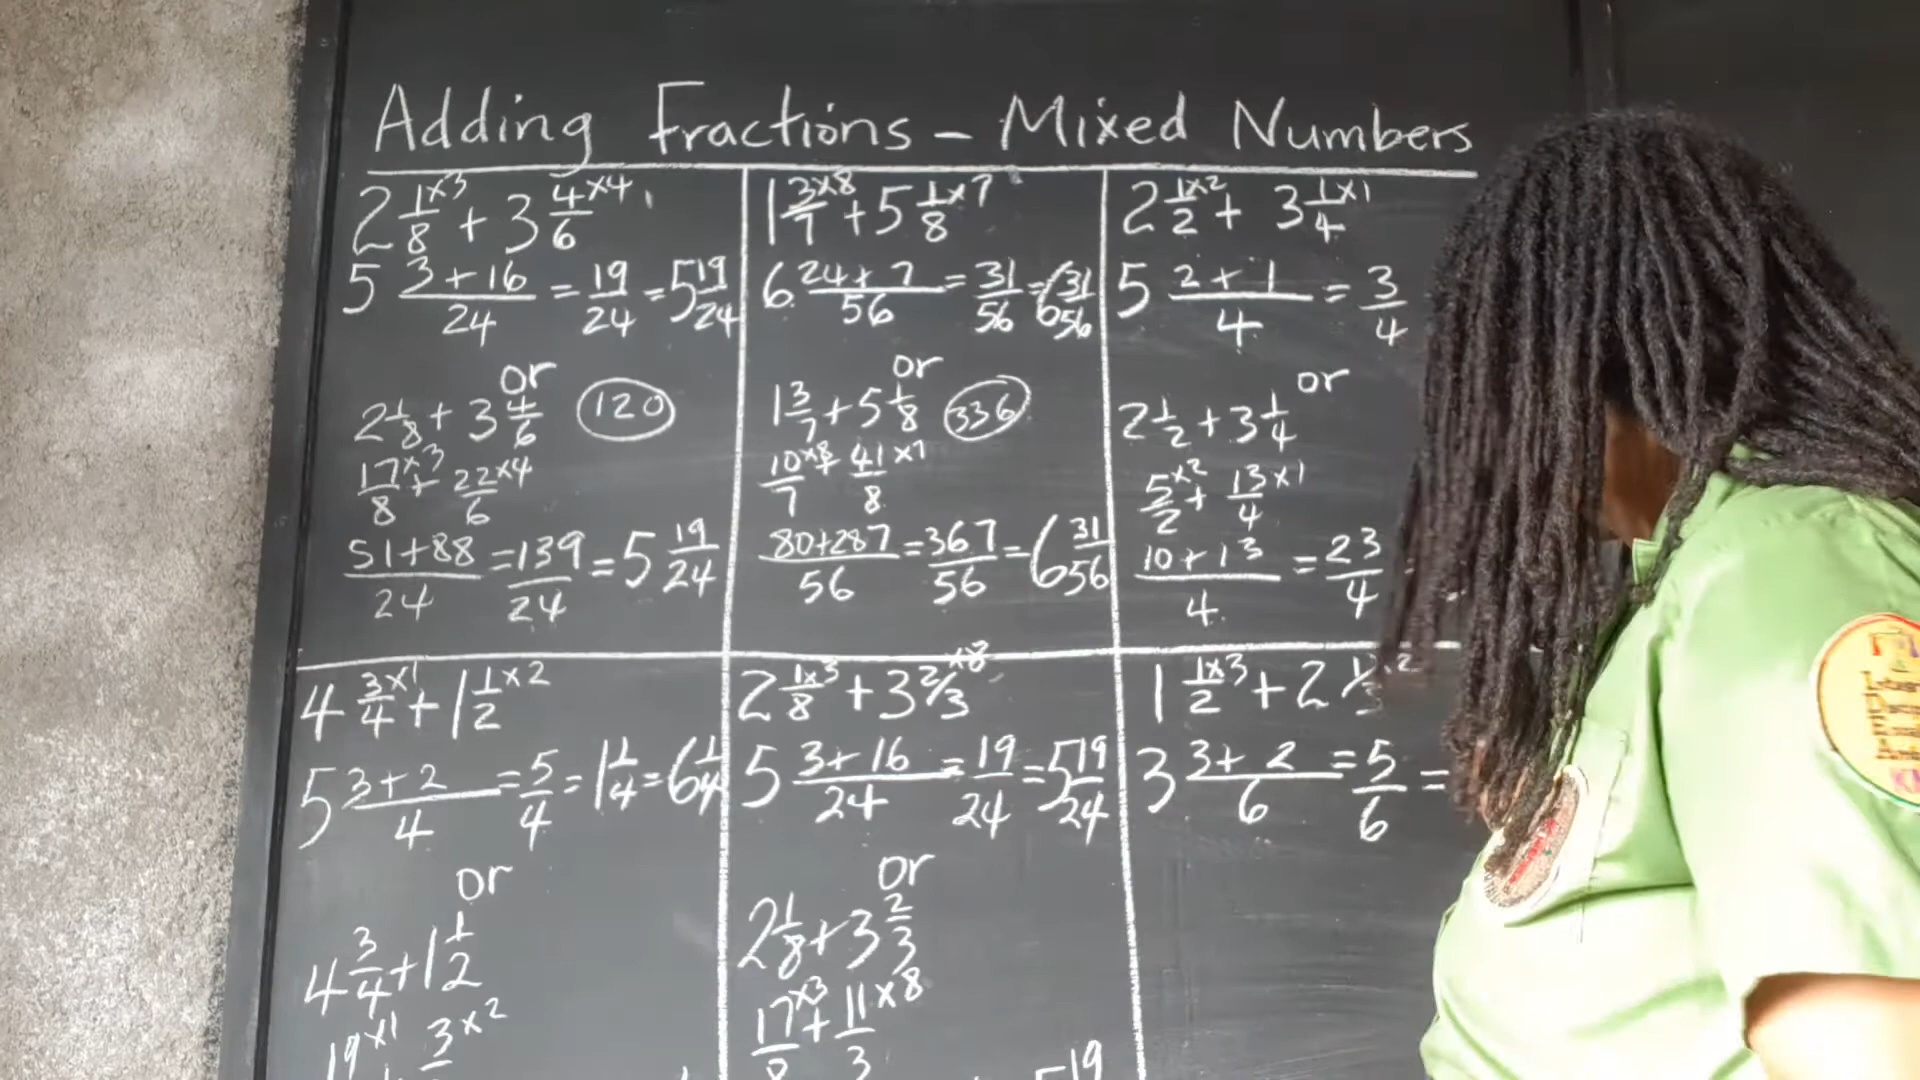 Adding Fractions - Mixed Numbers
2 1/8 ×3 + 3 4/6 ×4
5 3+16/24 = 19/24 = 5 19/24
or
2 1/8 + 3 4/6 120
17/8 ×3 + 22/6 ×4
51+88/24 = 139/24 = 5 19/24
1 3/7 ×8 + 5 1/8 ×7
6 24+7/56 = 31/56 = 6 31/56
or
1 3/7 + 5 1/8 336
10/7 ×8 + 41/8 ×7
80+287/56 = 367/56 = 6 31/56
2 1/2 ×2 + 3 1/4 ×1
5 2+1/4 = 3/4
or
2 1/2 + 3 1/4
5/2 ×2 + 13/4 ×1
10+13/4 = 23/4
4 3/4 ×1 + 1 1/2 ×2
5 3+2/4 = 5/4 = 1 1/4 = 6 1/4
or
4 3/4 + 1 1/2
19 ×1 + 3 ×2
2 1/8 ×3 + 3 2/3 ×8
5 3+16/24 = 19/24 = 5 19/24
or
2 1/8 + 3 2/3
17/8 ×3 + 11/3 ×8
19
1 1/2 ×3 + 2 1/3 ×2
3 3+2/6 = 5/6 =